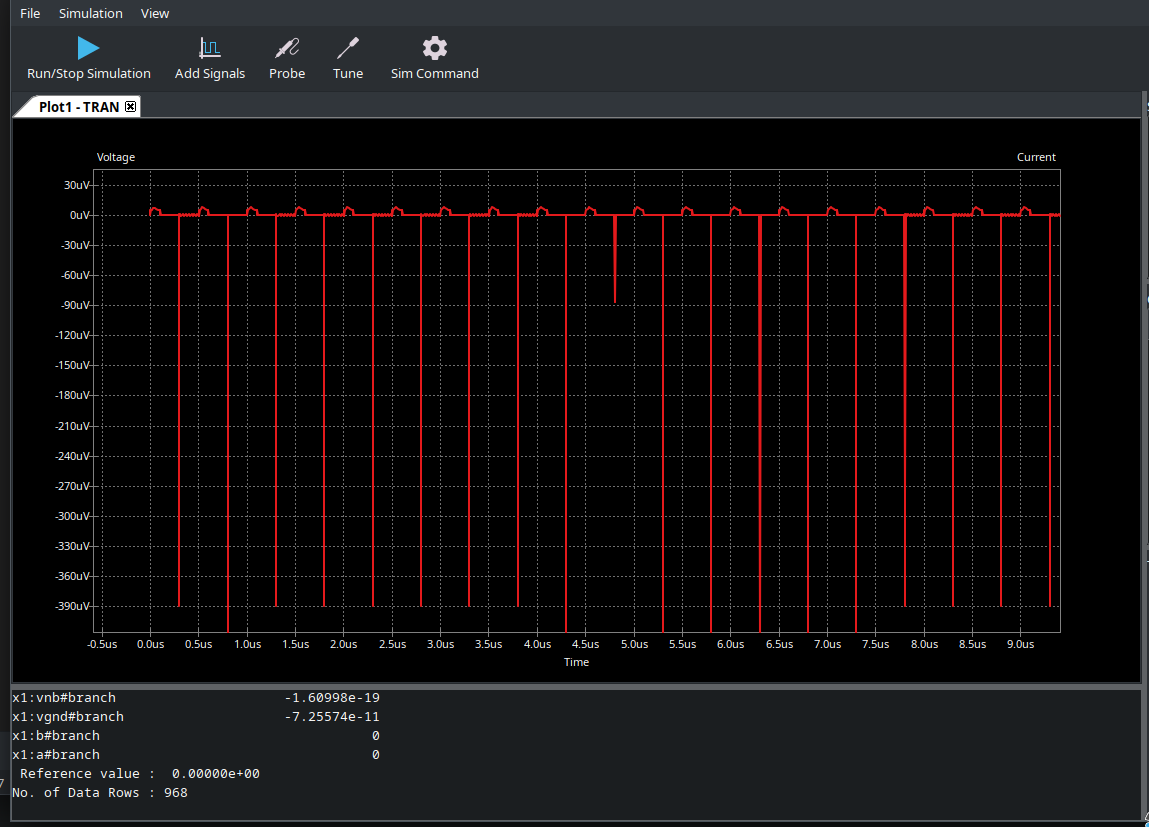 File Simulation View
Run/Stop Simulation Add Signals Probe Tune Sim Command
Plot1 - TRAN
Voltage Current
30uV
0uV
-30uV
-60uV
-90uV
-120uV
-150uV
-180uV
-210uV
-240uV
-270uV
-300uV
-330uV
-360uV
-390uV
-0.5us 0.0us 0.5us 1.0us 1.5us 2.0us 2.5us 3.0us 3.5us 4.0us 4.5us 5.0us 5.5us 6.0us 6.5us 7.0us 7.5us 8.0us 8.5us 9.0us
Time
x1:vnb#branch -1.60998e-19
x1:vgnd#branch -7.25574e-11
x1:b#branch 0
x1:a#branch 0
Reference value : 0.00000e+00
No. of Data Rows : 968